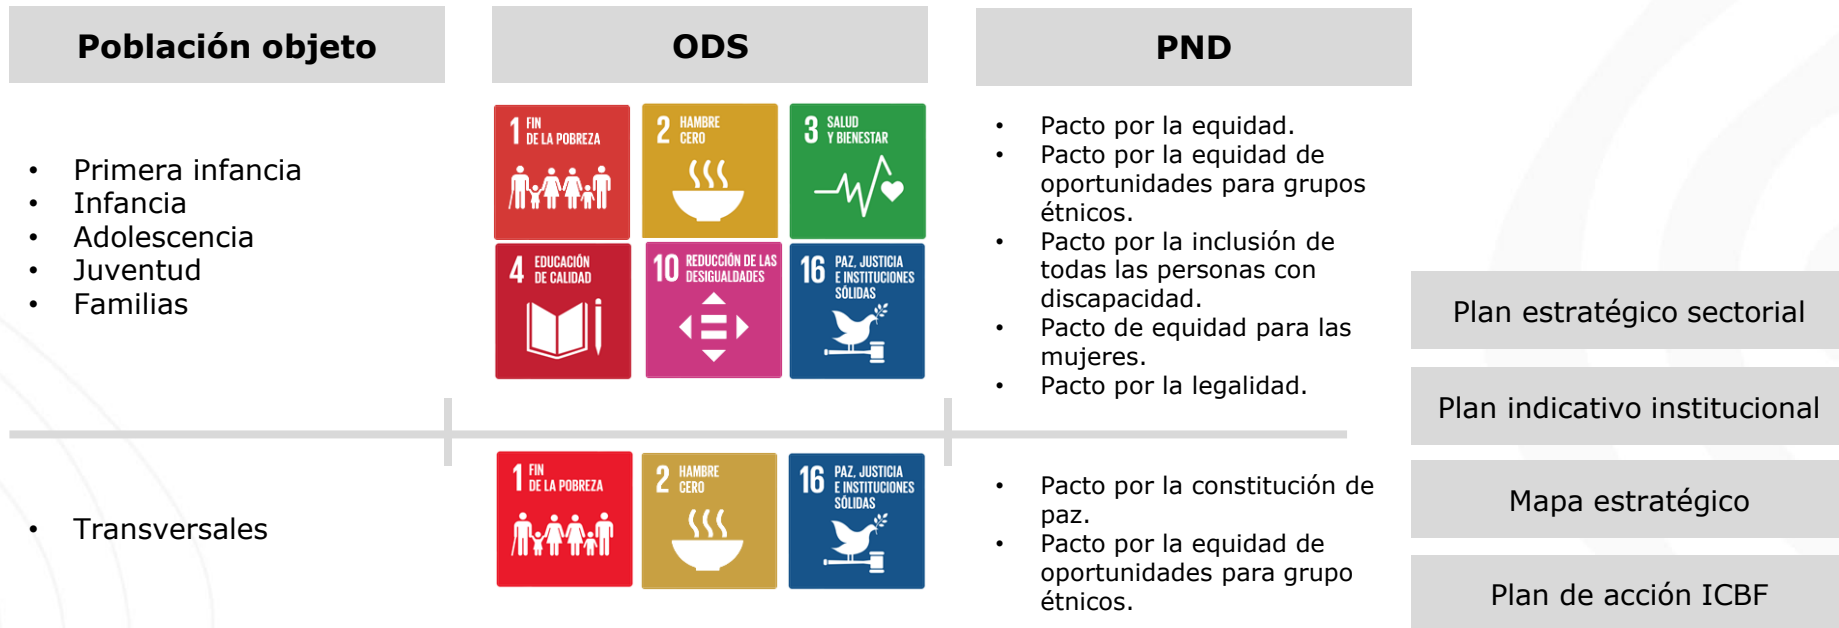 Población objeto
ODS
PND
• Primera infancia
• Infancia
• Adolescencia
• Juventud
• Familias
1 FIN
DE LA POBREZA
2 HAMBRE
CERO
3 SALUD
Y BIENESTAR
4 EDUCACIÓN
DE CALIDAD
10 REDUCCIÓN DE LAS
DESIGUALDADES
16 PAZ, JUSTICIA
E INSTITUCIONES
SÓLIDAS
• Pacto por la equidad.
• Pacto por la equidad de
oportunidades para grupos
étnicos.
• Pacto por la inclusión de
todas las personas con
discapacidad.
• Pacto de equidad para las
mujeres.
• Pacto por la legalidad.
• Transversales
1 FIN
DE LA POBREZA
2 HAMBRE
CERO
16 PAZ, JUSTICIA
E INSTITUCIONES
SÓLIDAS
• Pacto por la constitución de
paz.
• Pacto por la equidad de
oportunidades para grupo
étnicos.
Plan estratégico sectorial
Plan indicativo institucional
Mapa estratégico
Plan de acción ICBF